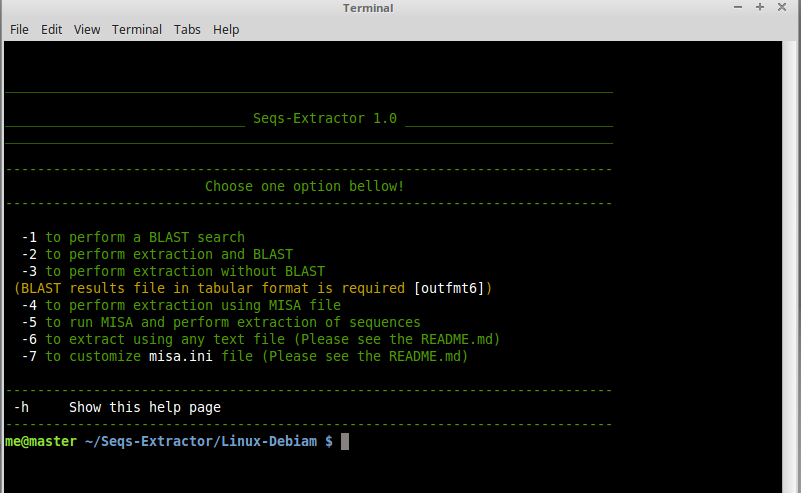 Terminal
File Edit View Terminal Tabs Help
____________________________________________________________________________
______________________________ Seqs-Extractor 1.0 __________________________
____________________________________________________________________________
----------------------------------------------------------------------------
Choose one option bellow!
----------------------------------------------------------------------------
-1 to perform a BLAST search
-2 to perform extraction and BLAST
-3 to perform extraction without BLAST
(BLAST results file in tabular format is required [outfmt6])
-4 to perform extraction using MISA file
-5 to run MISA and perform extraction of sequences
-6 to extract using any text file (Please see the README.md)
-7 to customize misa.ini file (Please see the README.md)
----------------------------------------------------------------------------
-h     Show this help page
----------------------------------------------------------------------------
me@master ~/Seqs-Extractor/Linux-Debiam $